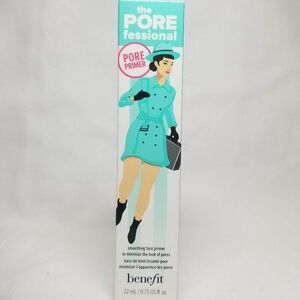 the
PORE
fessional
PORE
PRIMER
smoothing face primer
to minimize the look of pores
base de teint lissante pour
minimiser l'apparence des pores
benefit
22 mL / 0.75 US fl. oz.